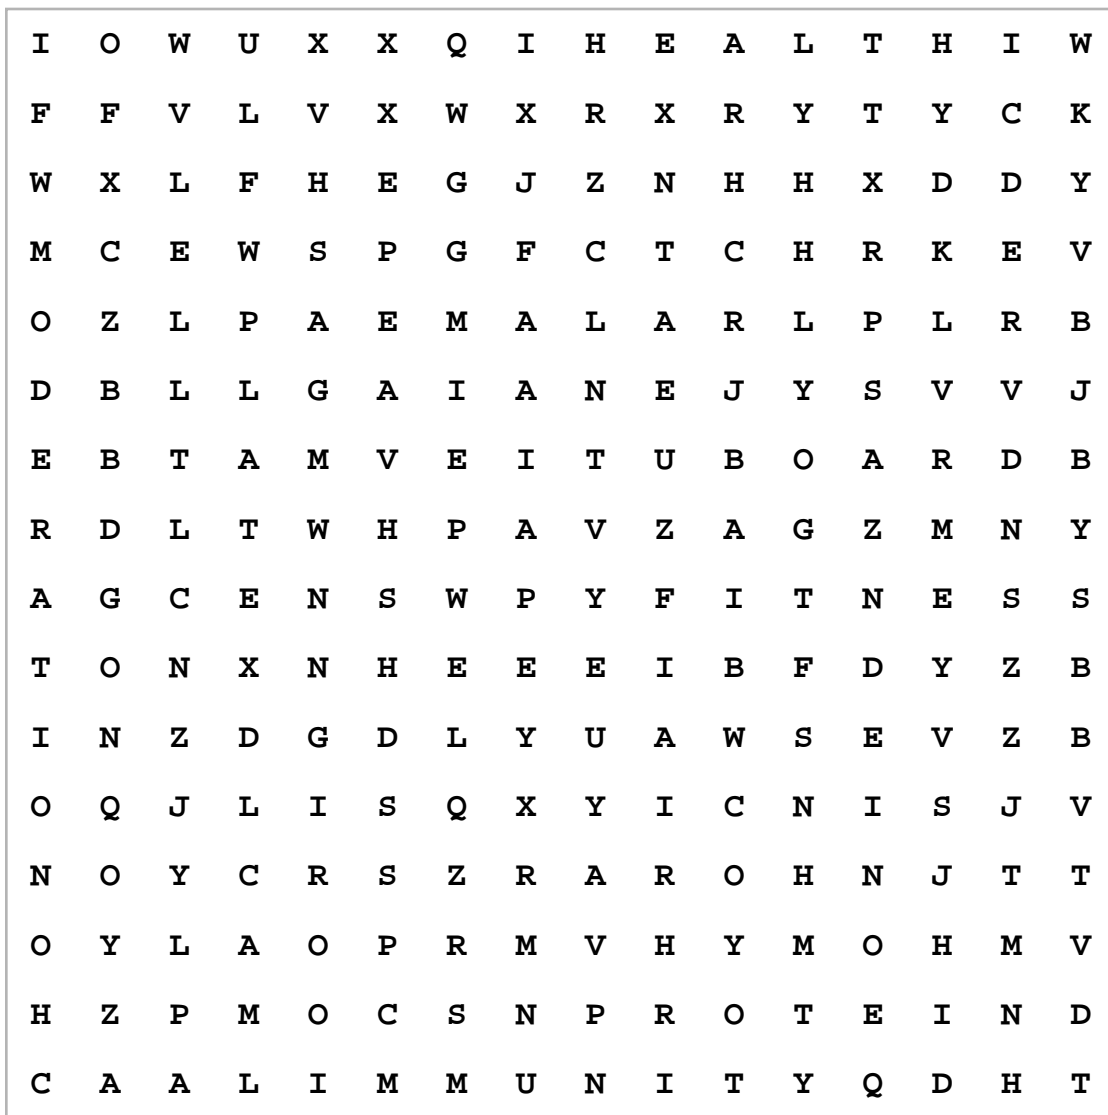 I O W U X X Q I H E A L T H I W
F F V L V X W X R X R Y T Y C K
W X L F H E G J Z N H H X D D Y
M C E W S P G F C T C H R K E V
O Z L P A E M A L A R L P L R B
D B L L G A I A N E J Y S V V J
E B T A M V E I T U B O A R D B
R D L T W H P A V Z A G Z M N Y
A G C E N S W P Y F I T N E S S
T O N X N H E E E I B F D Y Z B
I N Z D G D L Y U A W S E V Z B
O Q J L I S Q X Y I C N I S J V
N O Y C R S Z R A R O H N J T T
O Y L A O P R M V H Y M O H M V
H Z P M O C S N P R O T E I N D
C A A L I M M U N I T Y Q D H T